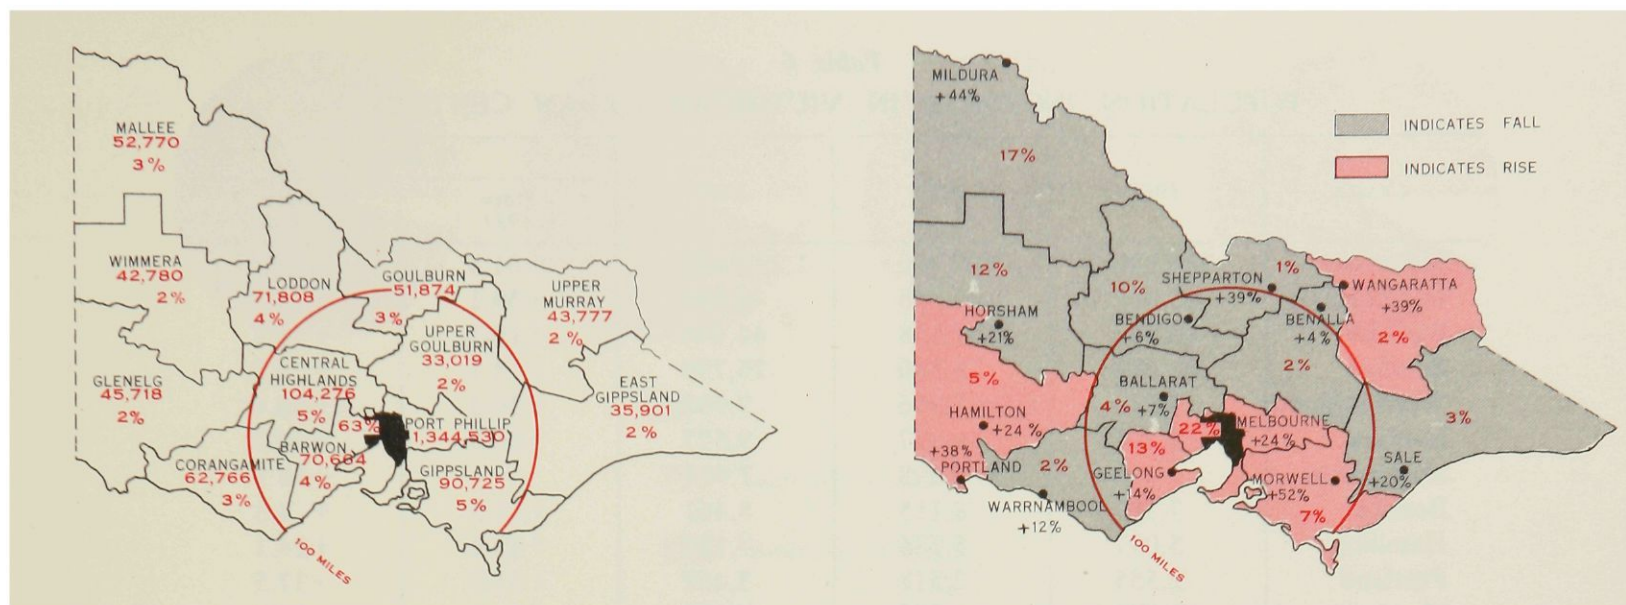 MALLEE
52,770
3%
WIMMERA
42,780
2%
LODDON
71,808
4%
GOULBURN
51,874
3%
UPPER
MURRAY
43,777
2%
UPPER
GOULBURN
33,019
2%
CENTRAL
HIGHLANDS
104,276
5%
GLENELG
45,718
2%
EAST
GIPPSLAND
35,901
2%
63%
PORT PHILLIP
1,344,530
BARWON
70,684
4%
CORANGAMITE
62,766
3%
GIPPSLAND
90,725
5%
100 MILES
MILDURA
+44%
17%
INDICATES FALL
INDICATES RISE
12%
HORSHAM
+21%
10%
SHEPPARTON
+39%
1%
WANGARATTA
+39%
2%
BENDIGO
+6%
BENALLA
+4%
2%
5%
HAMILTON
+24%
BALLARAT
+7%
4%
22%
MELBOURNE
+24%
3%
13%
GEELONG
+14%
+38%
PORTLAND
2%
WARRNAMBOOL
+12%
MORWELL
+52%
7%
SALE
+20%
100 MILES